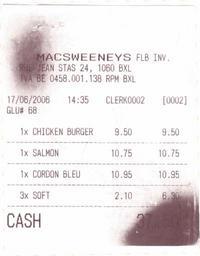 MACSWEENEYS FLB INV.
JEAN STAS 24, 1060 BXL
TVA BE 0458.001.138 RPM BXL
17/06/2006 14:35 CLERK0002 [0002]
GLU# 68
1x CHICKEN BURGER 9.50 9.50
1x SALMON 10.75 10.75
1x CORDON BLEU 10.95 10.95
3x SOFT 2.10
CASH